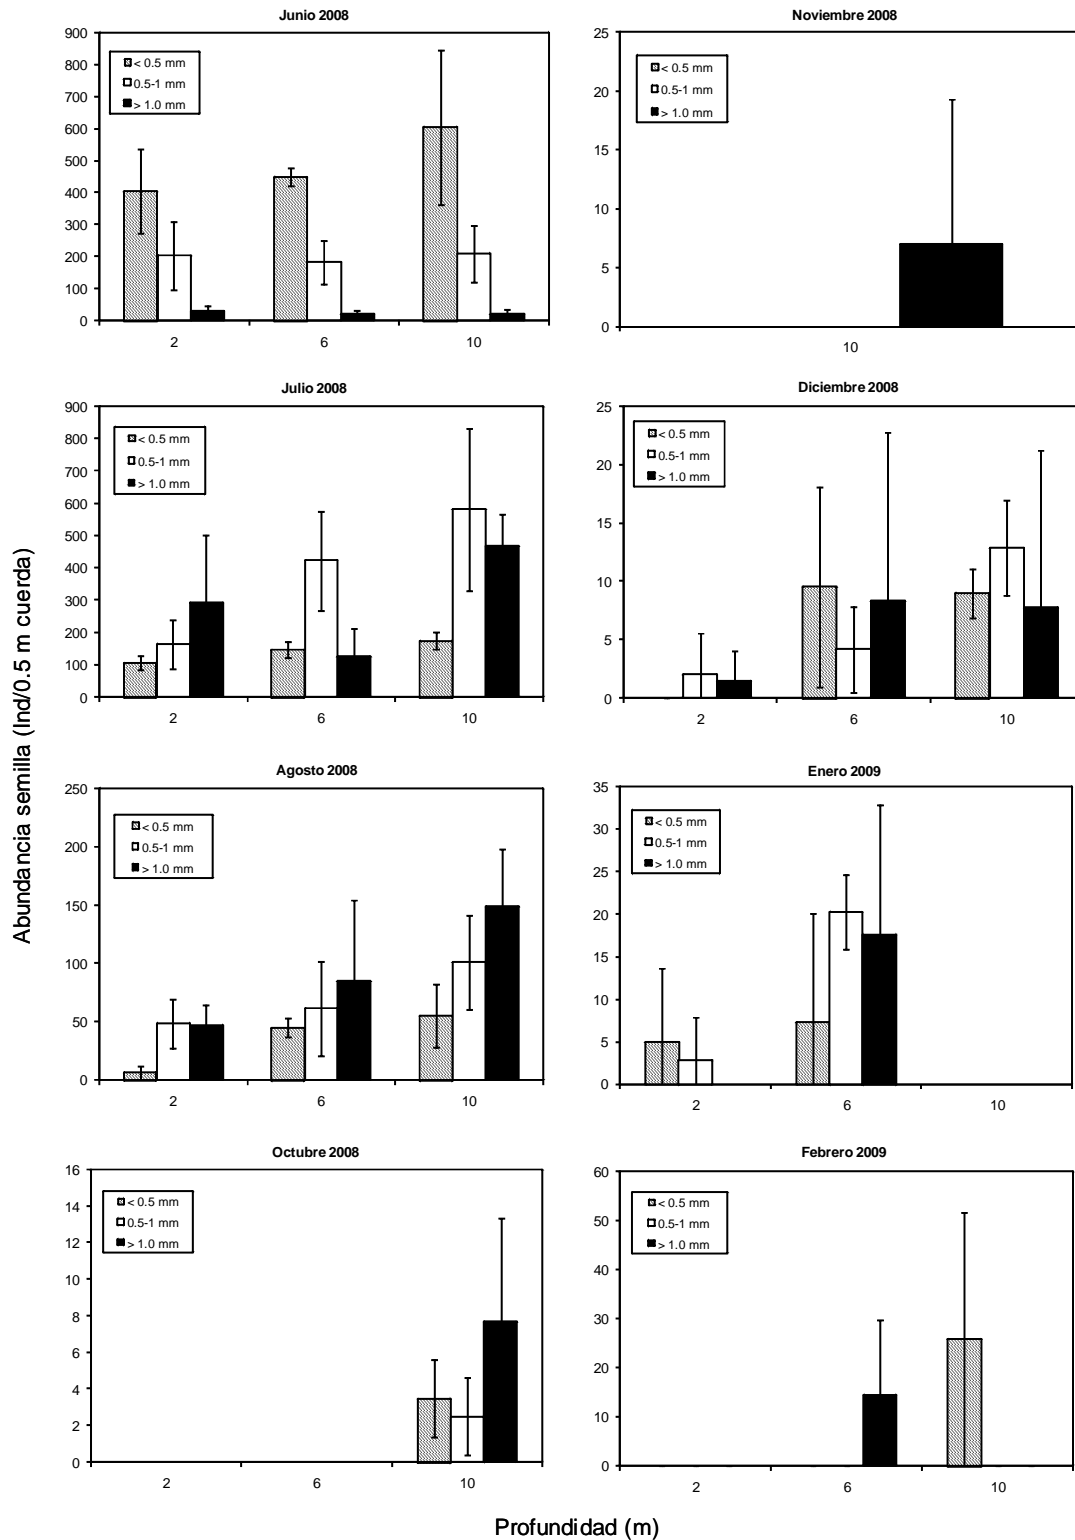 Junio 2008
900
800
700
600
500
400
300
200
100
0
< 0.5 mm
0.5-1 mm
> 1.0 mm
2 6 10
Noviembre 2008
25
20
15
10
5
0
< 0.5 mm
0.5-1 mm
> 1.0 mm
10
Julio 2008
900
800
700
600
500
400
300
200
100
0
< 0.5 mm
0.5-1 mm
> 1.0 mm
2 6 10
Diciembre 2008
25
20
15
10
5
0
< 0.5 mm
0.5-1 mm
> 1.0 mm
2 6 10
Abundancia semilla (Ind/0.5 m cuerda)
Agosto 2008
250
200
150
100
50
0
< 0.5 mm
0.5-1 mm
> 1.0 mm
2 6 10
Enero 2009
35
30
25
20
15
10
5
0
< 0.5 mm
0.5-1 mm
> 1.0 mm
2 6 10
Octubre 2008
16
14
12
10
8
6
4
2
0
< 0.5 mm
0.5-1 mm
> 1.0 mm
2 6 10
Febrero 2009
60
50
40
30
20
10
0
< 0.5 mm
0.5-1 mm
> 1.0 mm
2 6 10
Profundidad (m)